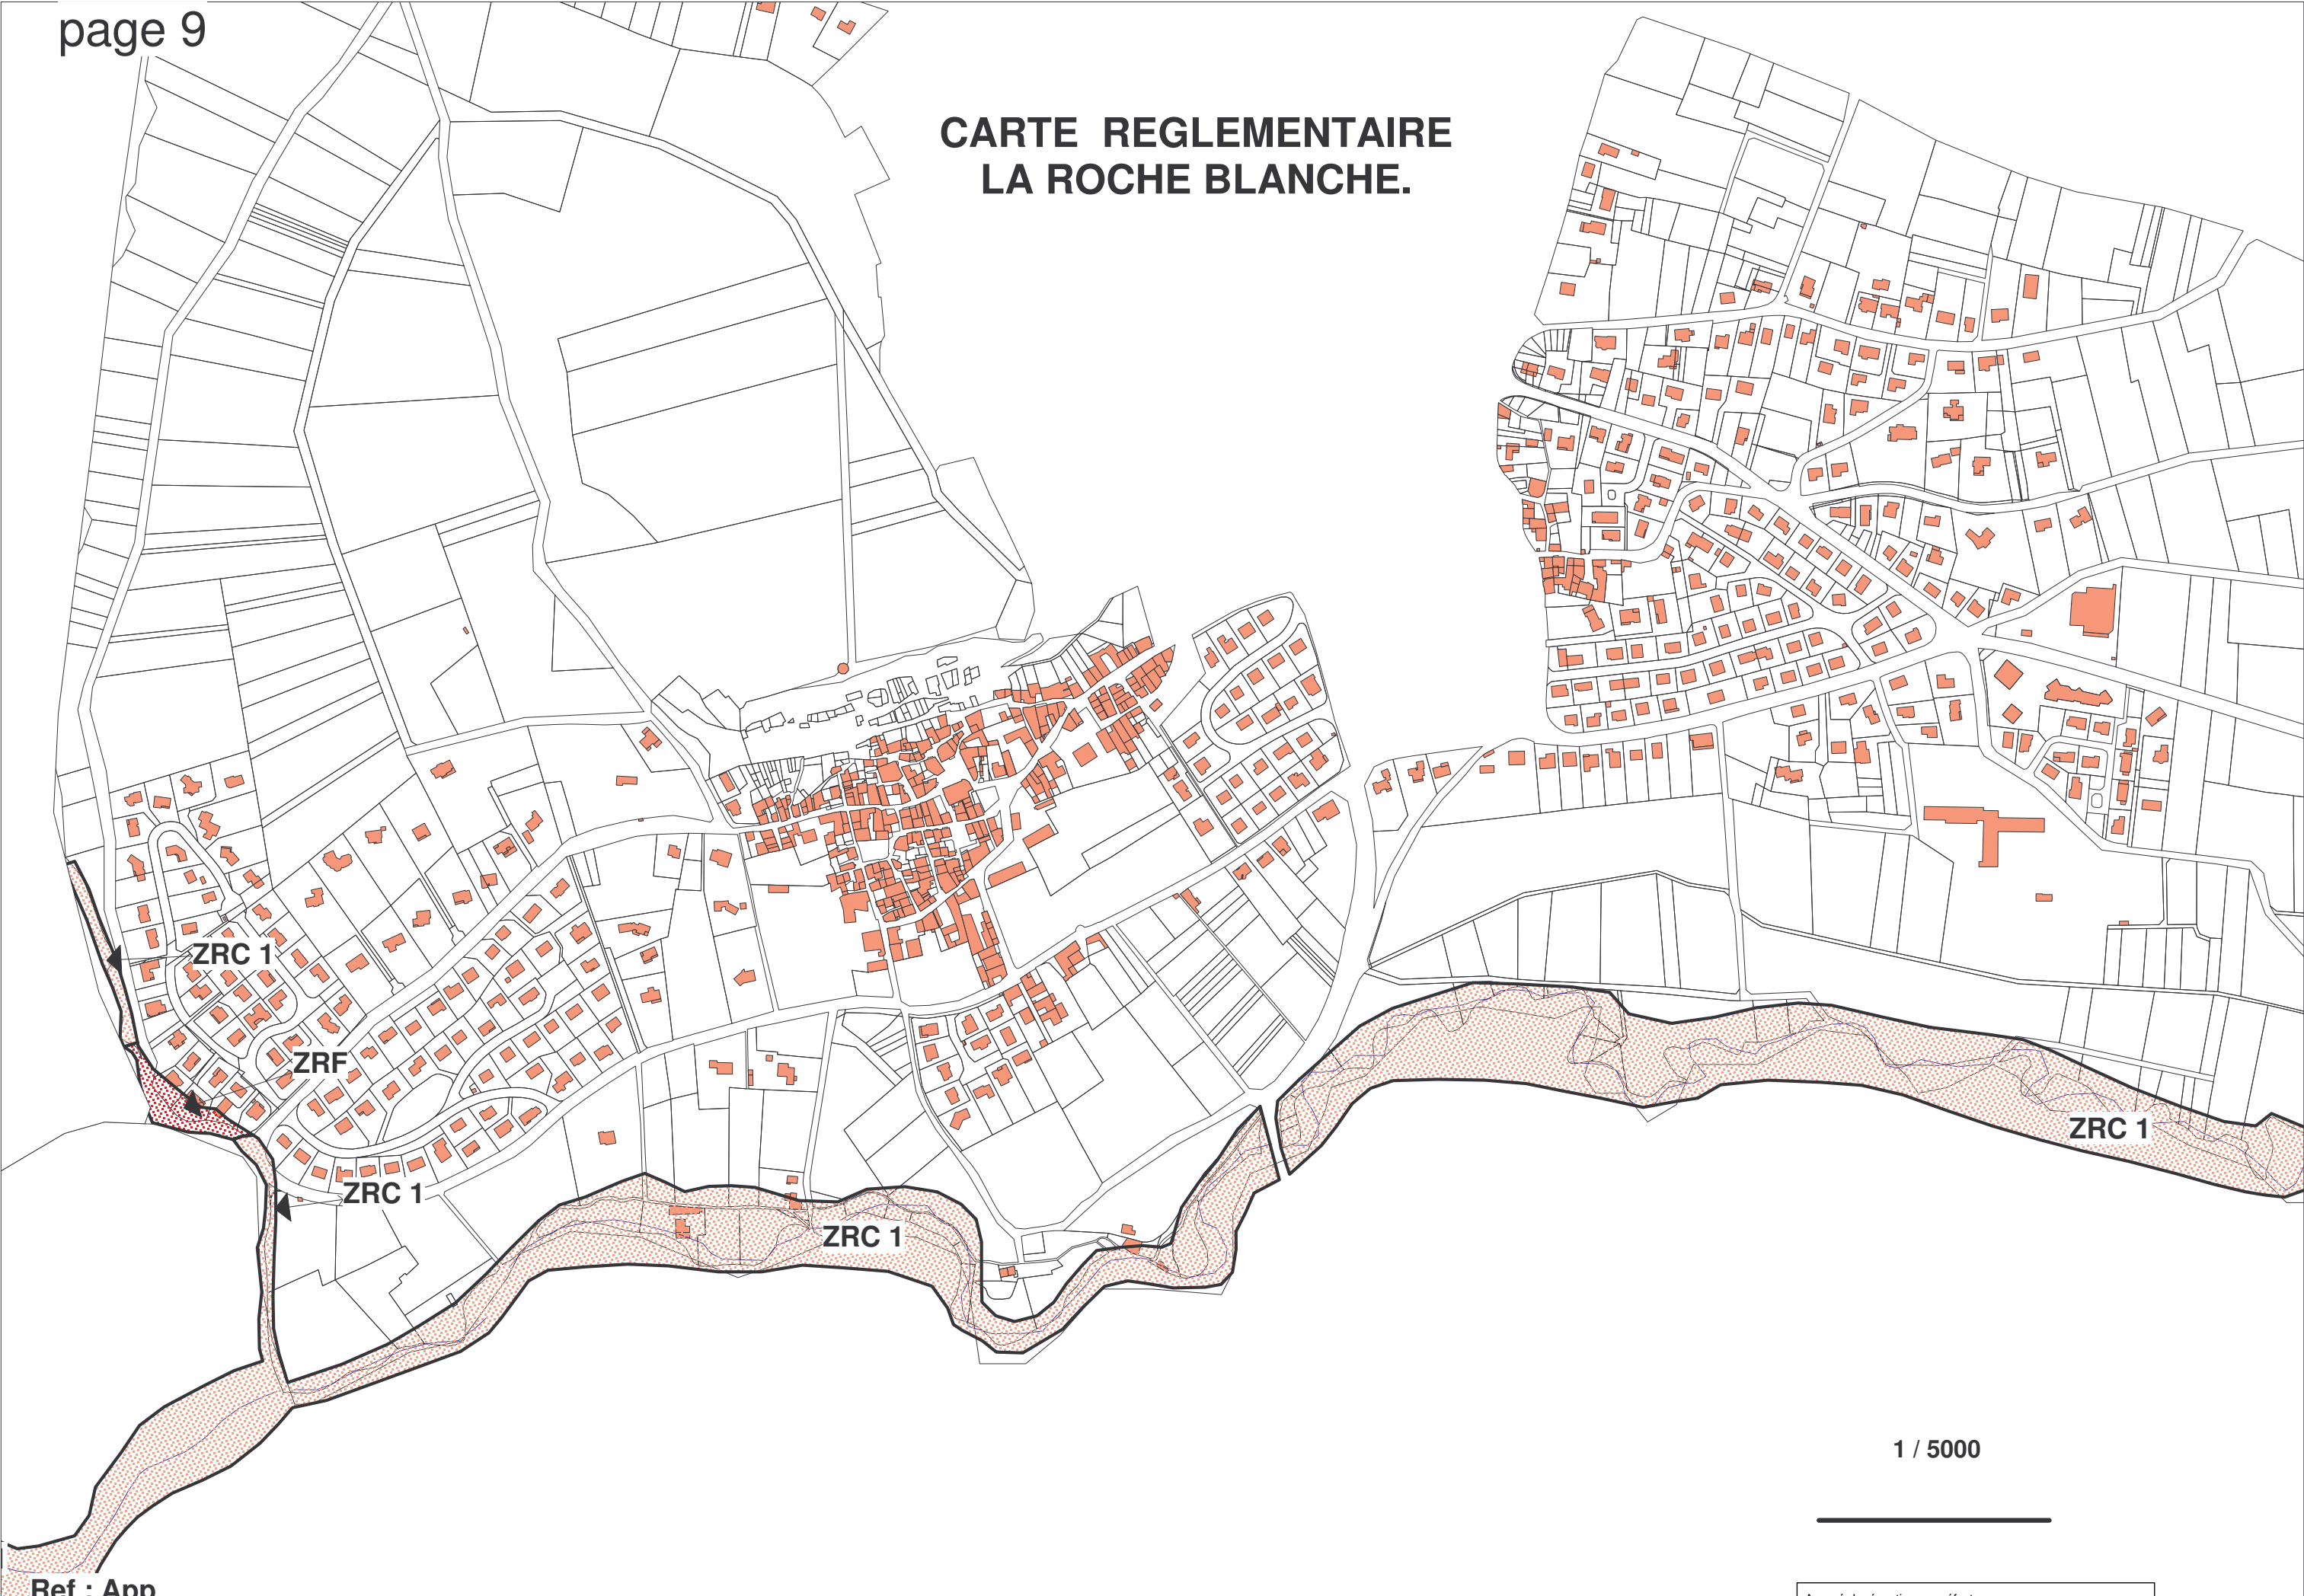 page 9
CARTE REGLEMENTAIRE
LA ROCHE BLANCHE.
ZRC 1
ZRF
ZRC 1
ZRC 1
ZRC 1
1 / 5000
Ref : App